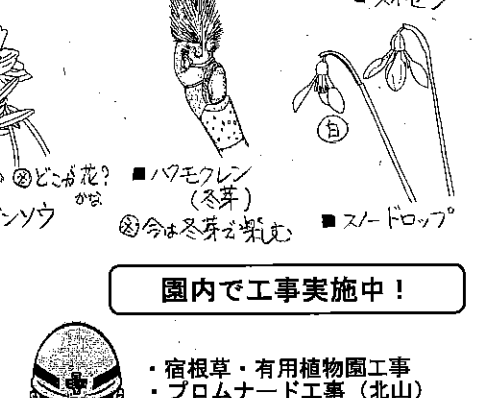 スイセン
白
㊕どこが花?
かな
ンソウ
■ハクモクレン
(冬芽)
㊕今は冬芽で楽しむ
■スノードロップ
園内で工事実施中!
・宿根草・有用植物園工事
・プロムナード工事(北山)